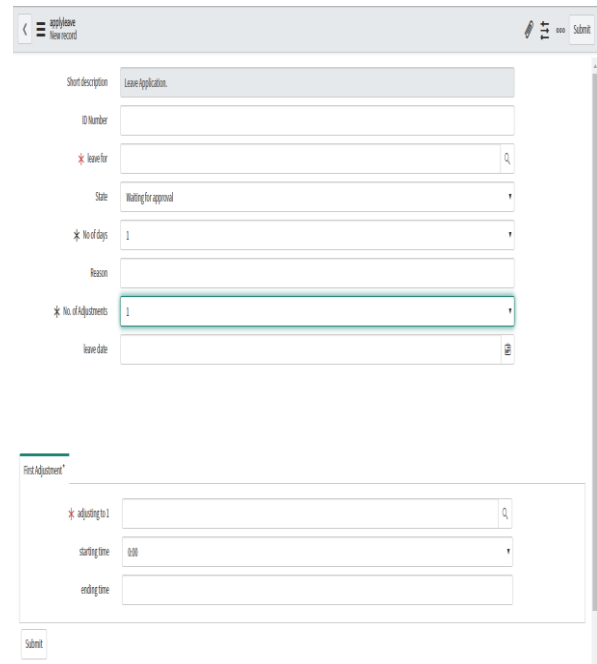 applyleave
New record
Submit
Short description Leave Application.
ID Number
leave for
State Waiting for approval
No of days 1
Reason
No. of Adjustments 1
leave date
First Adjustment*
adjusting to 1
starting time 0:00
ending time
Submit